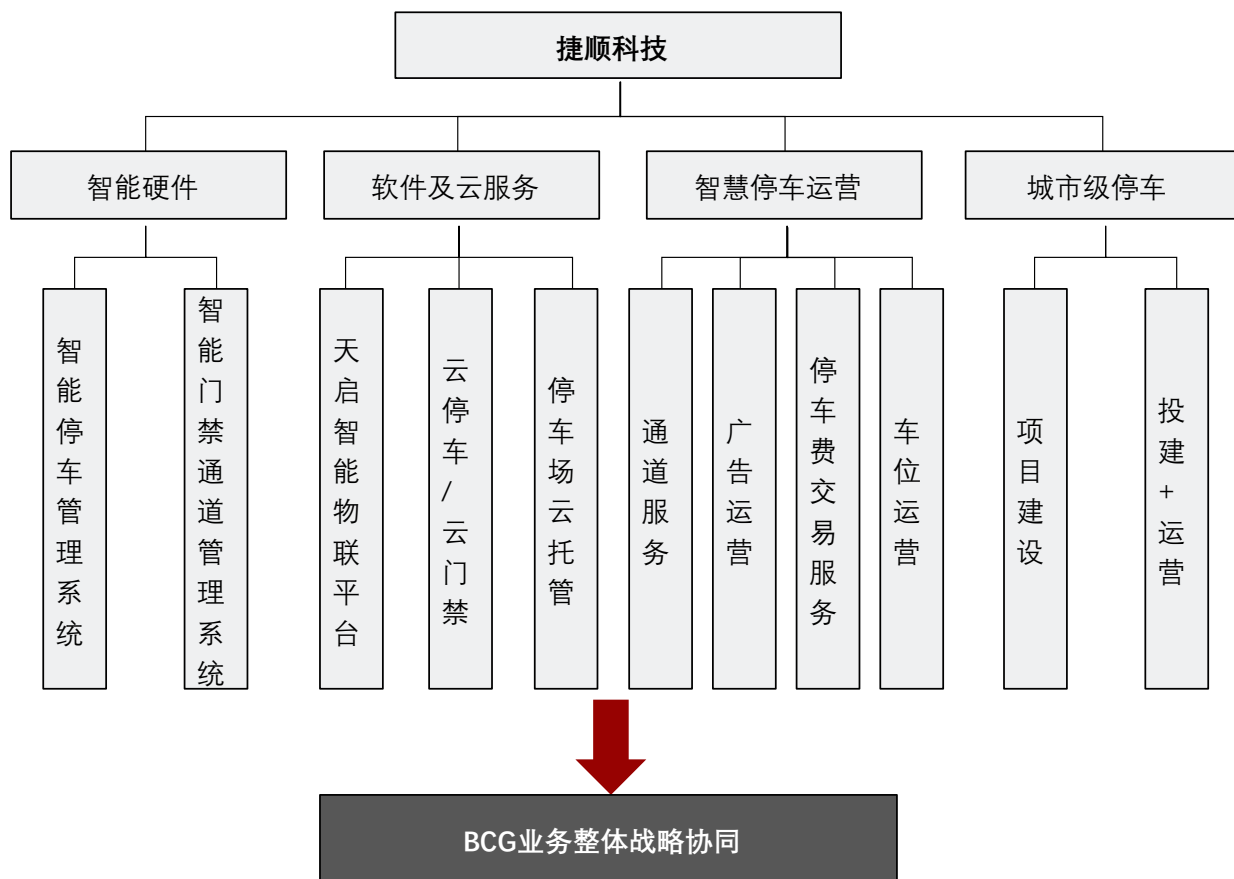 捷顺科技
智能硬件
软件及云服务
智慧停车运营
城市级停车
智能停车管理系统
智能门禁通道管理系统
天启智能物联平台
云停车/云门禁
停车场云托管
通道服务
广告运营
停车费交易服务
车位运营
项目建设
投建+运营
BCG业务整体战略协同